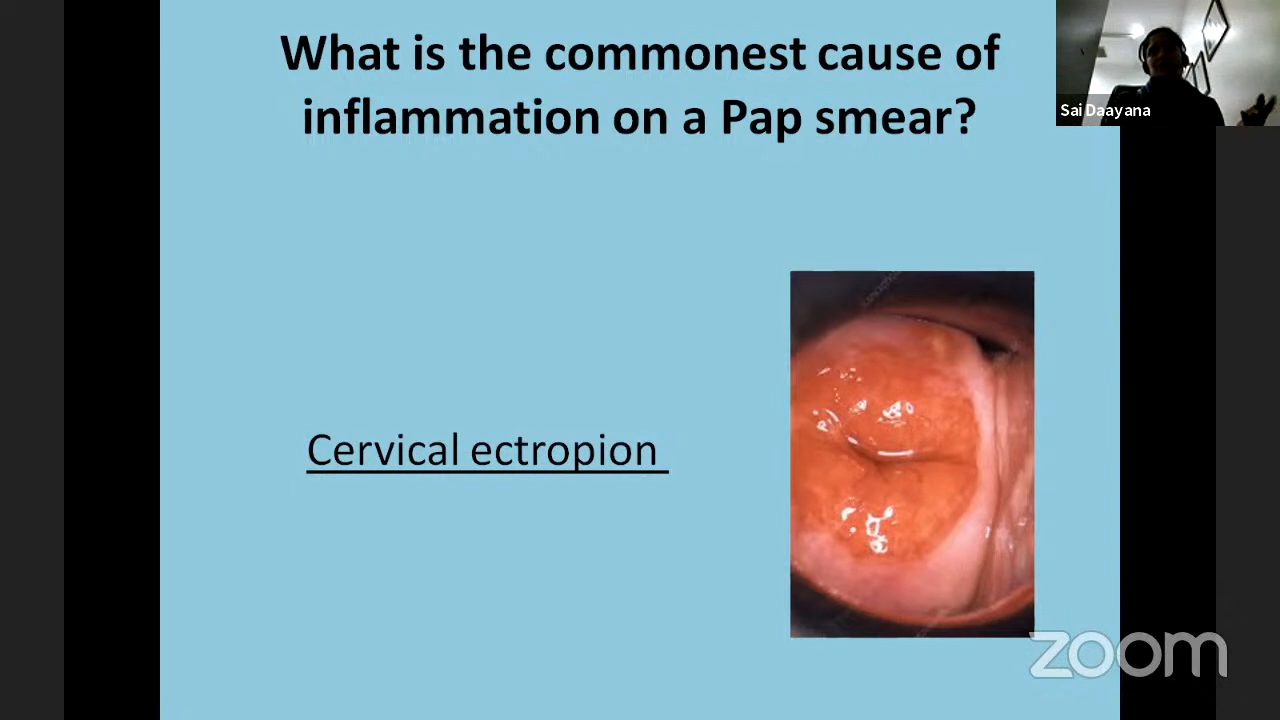 What is the commonest cause of
inflammation on a Pap smear?
Sai Daayana
Cervical ectropion
zoom